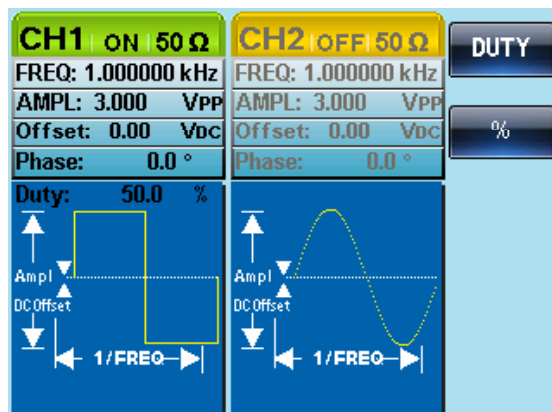 CH1 ON 50 Ω
FREQ: 1.000000 kHz
AMPL: 3.000 VPP
Offset: 0.00 VDC
Phase: 0.0 °
Duty: 50.0 %
Ampl
DC Offset
1/FREQ
CH2 OFF 50 Ω
FREQ: 1.000000 kHz
AMPL: 3.000 VPP
Offset: 0.00 VDC
Phase: 0.0 °
Ampl
DC Offset
1/FREQ
DUTY
%